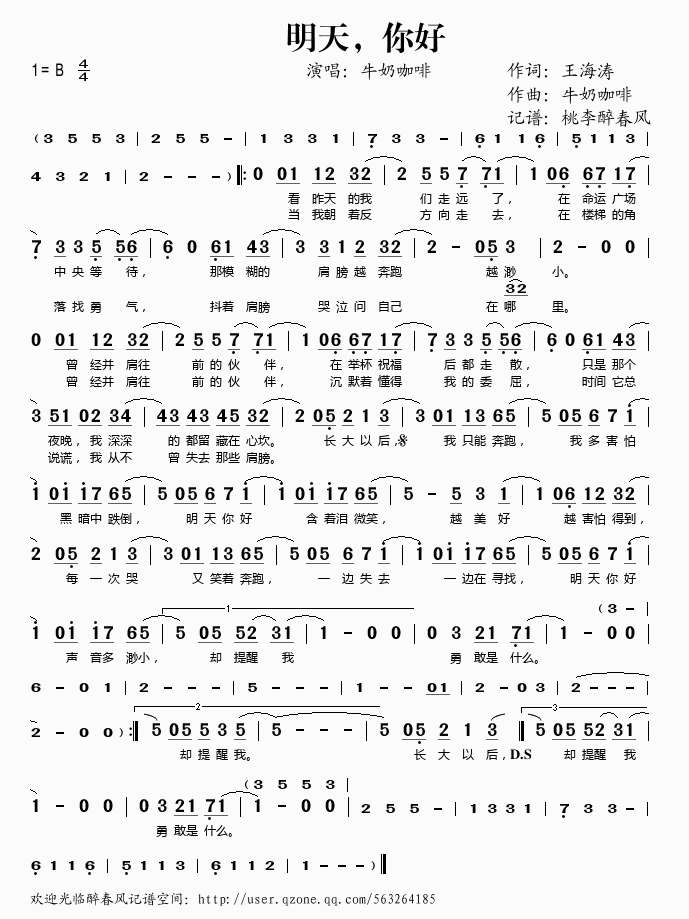 明天，你好
1= B 4/4 演唱：牛奶咖啡 作词：王海涛
作曲：牛奶咖啡
记谱：桃李醉春风
(3 5 5 3 | 2 5 5 - | 1 3 3 1 | 7 3 3 - | 6 1 1 6 | 5 1 1 3
4 3 2 1 | 2 - - - ) ‖: 0 01 12 32 | 2 5 5 7 71 | 1 06 67 17 |
看 昨天 的我 们 走 远 了， 在 命运 广场
当 我朝 着反 方 向 走 去， 在 楼梯 的角
7 3 3 5 56 | 6 0 61 43 | 3 31 2 32 | 2 - 05 3 | 2 - 0 0
中 央 等 待， 那模 糊的 肩 膀 越 奔跑 越 渺 小。
32
落 找 勇 气， 抖着 肩膀 哭 泣 问 自己 在 哪 里。
0 01 12 32 | 2 5 5 7 71 | 1 06 67 17 | 7 3 3 5 56 | 6 0 61 43 |
曾 经并 肩往 前 的 伙 伴， 在 举杯 祝福 后 都 走 散， 只是 那个
曾 经并 肩往 前 的 伙 伴， 沉 默着 懂得 我 的 委 屈， 时间 它总
3 51 02 34 | 43 43 45 32 | 2 05 2 1 3 | 3 01 13 65 | 5 05 6 7 1 |
夜晚，我 深深 的 都留 藏在 心坎。 长 大 以 后，𝄋 我 只能 奔跑， 我 多 害 怕
说谎，我 从不 曾 失去 那些 肩膀。
1 01 17 65 | 5 05 6 7 1 | 1 01 17 65 | 5 - 5 3 1 | 1 06 12 32 |
黑 暗中 跌倒， 明 天 你 好 含 着泪 微笑， 越 美 好 越 害怕 得到，
2 05 2 1 3 | 3 01 13 65 | 5 05 6 7 1 | 1 01 17 65 | 5 05 6 7 1 |
每 一 次 哭 又 笑着 奔跑， 一 边 失 去 一 边在 寻找， 明 天 你 好
1 (3 - |
1 01 17 65 | 5 05 52 31 | 1 - 0 0 | 0 3 21 71 | 1 - 0 0 |
声 音多 渺小， 却 提醒 我 勇 敢是 什么。
6 - 0 1 | 2 - - - | 5 - - - | 1 - - 01 | 2 - 0 3 | 2 - - -
2 3
2 - 0 0 ) :‖ 5 05 5 3 5 | 5 - - - | 5 05 2 1 3 ‖ 5 05 52 31 |
却 提 醒 我。 长 大 以 后，D.S 却 提醒 我
(3 5 5 3 |
1 - 0 0 | 0 3 21 71 | 1 - 0 0 | 2 5 5 - | 1 3 3 1 | 7 3 3 -
勇 敢是 什么。
6 1 1 6 | 5 1 1 3 | 6 1 1 2 | 1 - - - ) ‖
欢迎光临醉春风记谱空间：http://user.qzone.qq.com/563264185